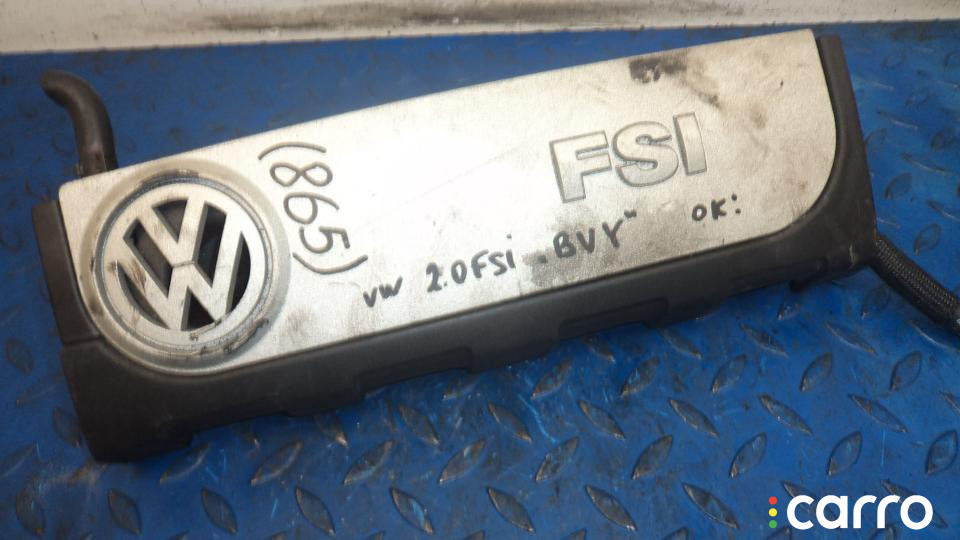 FSI
(865)
vw 2.0FSi „BVY" OK:
carro